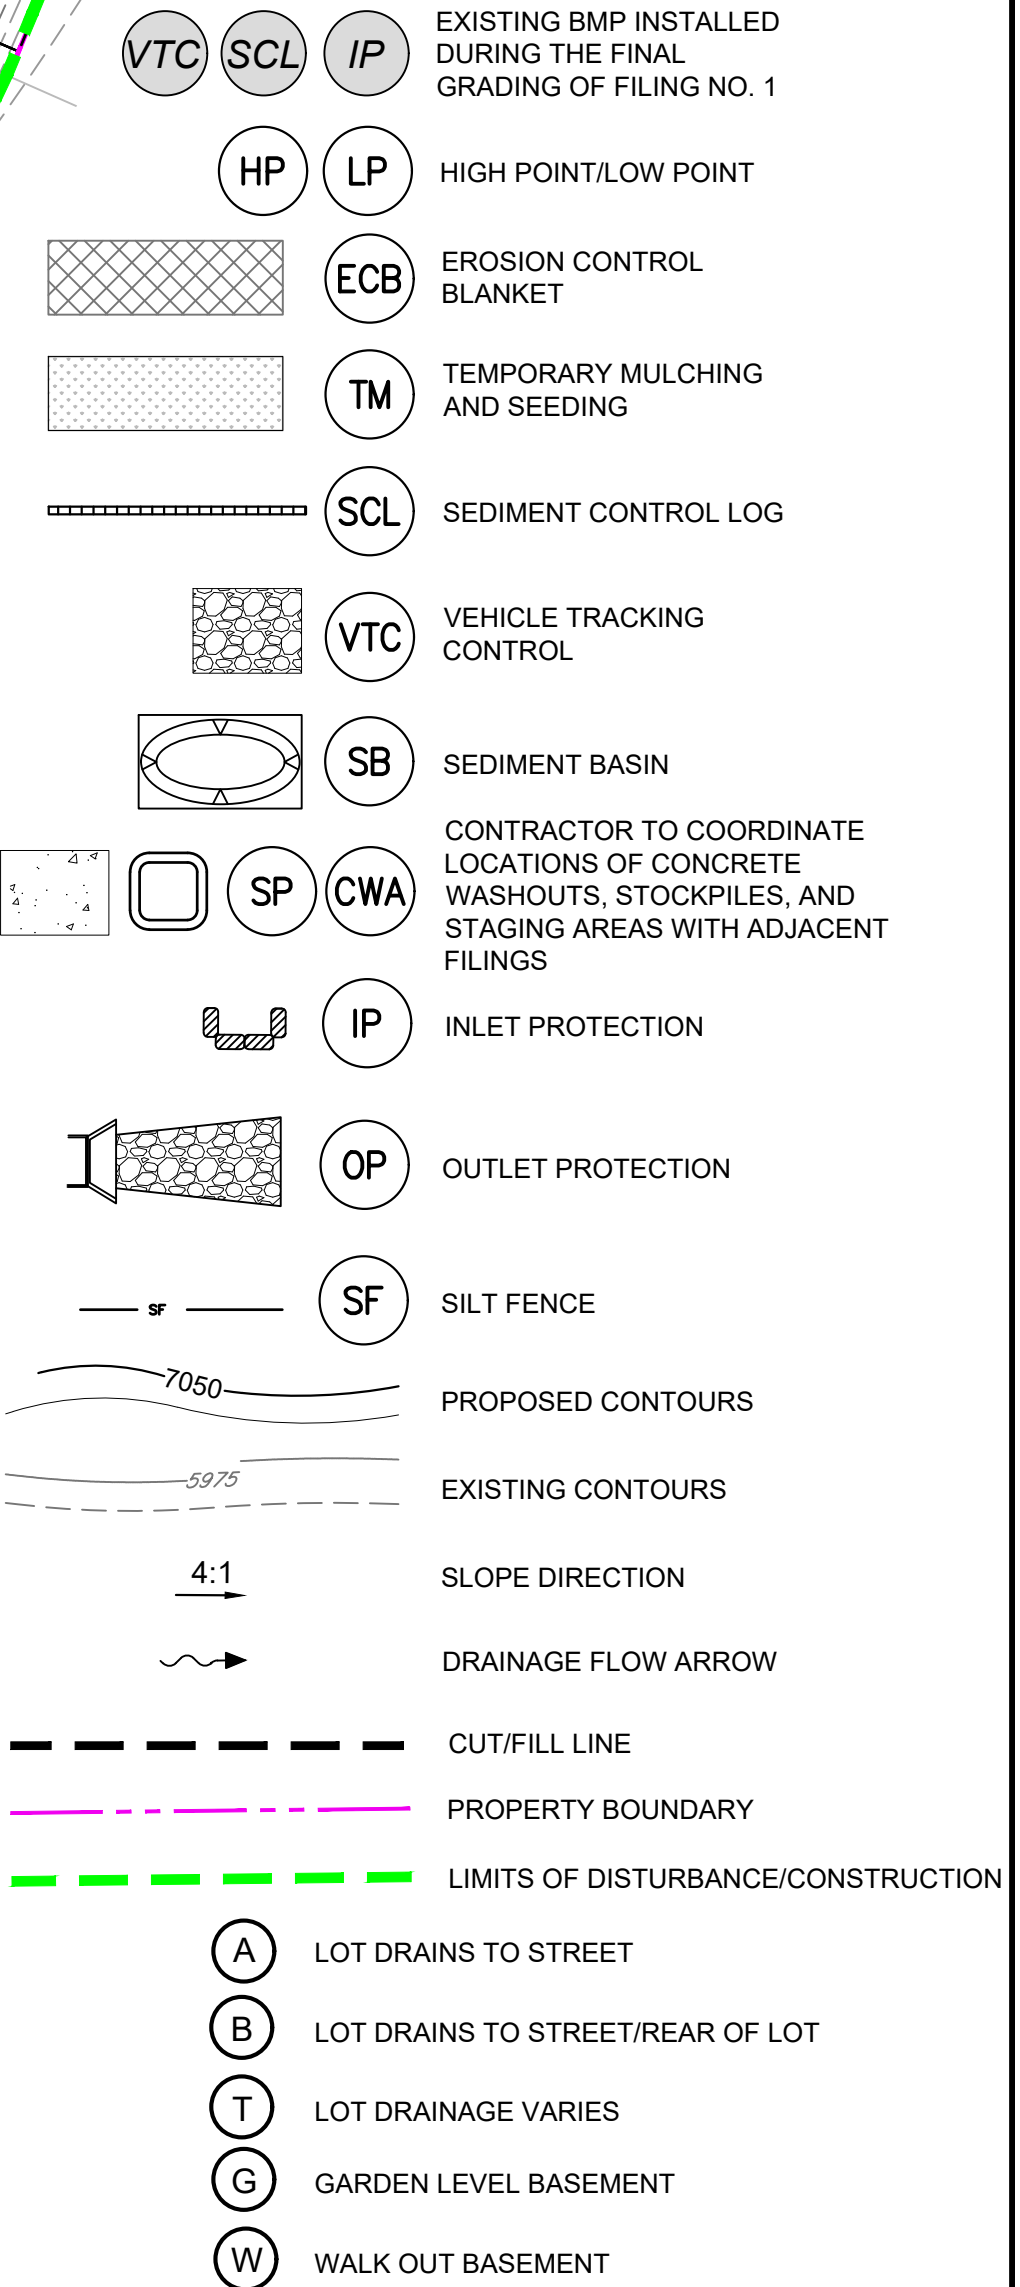 VTC SCL IP EXISTING BMP INSTALLED
DURING THE FINAL
GRADING OF FILING NO. 1
HP LP HIGH POINT/LOW POINT
ECB EROSION CONTROL
BLANKET
TM TEMPORARY MULCHING
AND SEEDING
SCL SEDIMENT CONTROL LOG
VTC VEHICLE TRACKING
CONTROL
SB SEDIMENT BASIN
SP CWA CONTRACTOR TO COORDINATE
LOCATIONS OF CONCRETE
WASHOUTS, STOCKPILES, AND
STAGING AREAS WITH ADJACENT
FILINGS
IP INLET PROTECTION
OP OUTLET PROTECTION
SF SF SILT FENCE
7050 PROPOSED CONTOURS
5975 EXISTING CONTOURS
4:1 SLOPE DIRECTION
DRAINAGE FLOW ARROW
CUT/FILL LINE
PROPERTY BOUNDARY
LIMITS OF DISTURBANCE/CONSTRUCTION
A LOT DRAINS TO STREET
B LOT DRAINS TO STREET/REAR OF LOT
T LOT DRAINAGE VARIES
G GARDEN LEVEL BASEMENT
W WALK OUT BASEMENT